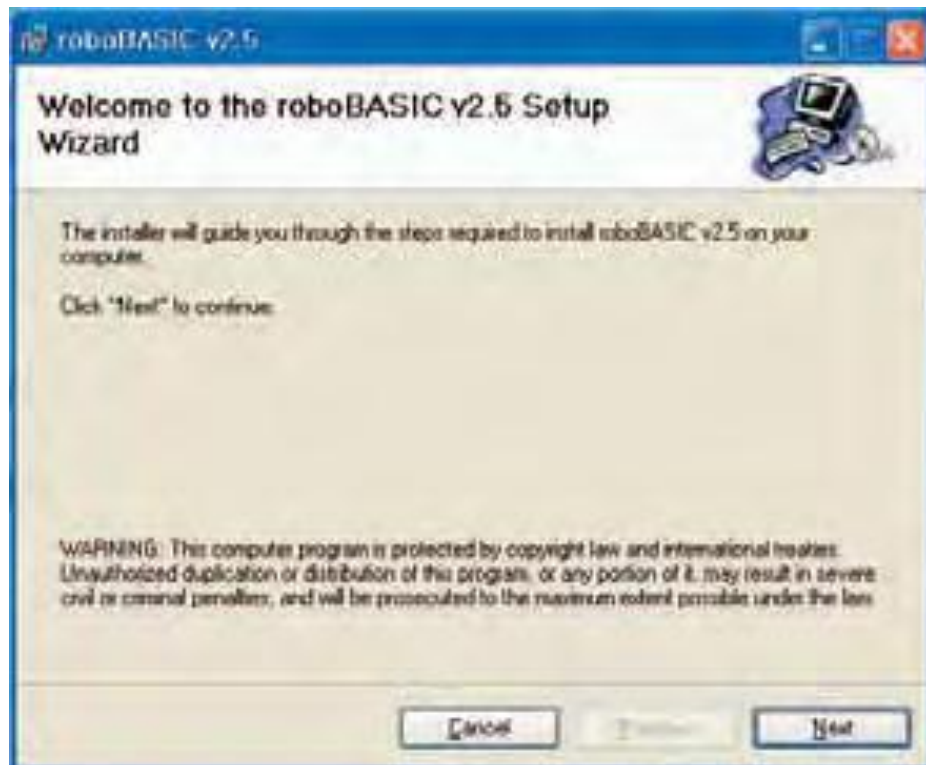 roboBASIC v2.5
Welcome to the roboBASIC v2.5 Setup
Wizard
The installer will guide you through the steps required to install roboBASIC v2.5 on your
computer.
Click "Next" to continue.
WARNING: This computer program is protected by copyright law and international treaties.
Unauthorized duplication or distribution of this program, or any portion of it, may result in severe
civil or criminal penalties, and will be prosecuted to the maximum extent possible under the law.
Cancel
Next